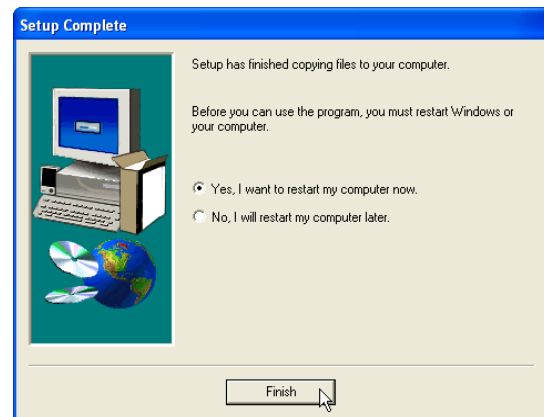 Setup Complete
Setup has finished copying files to your computer.
Before you can use the program, you must restart Windows or
your computer.
Yes, I want to restart my computer now.
No, I will restart my computer later.
Finish